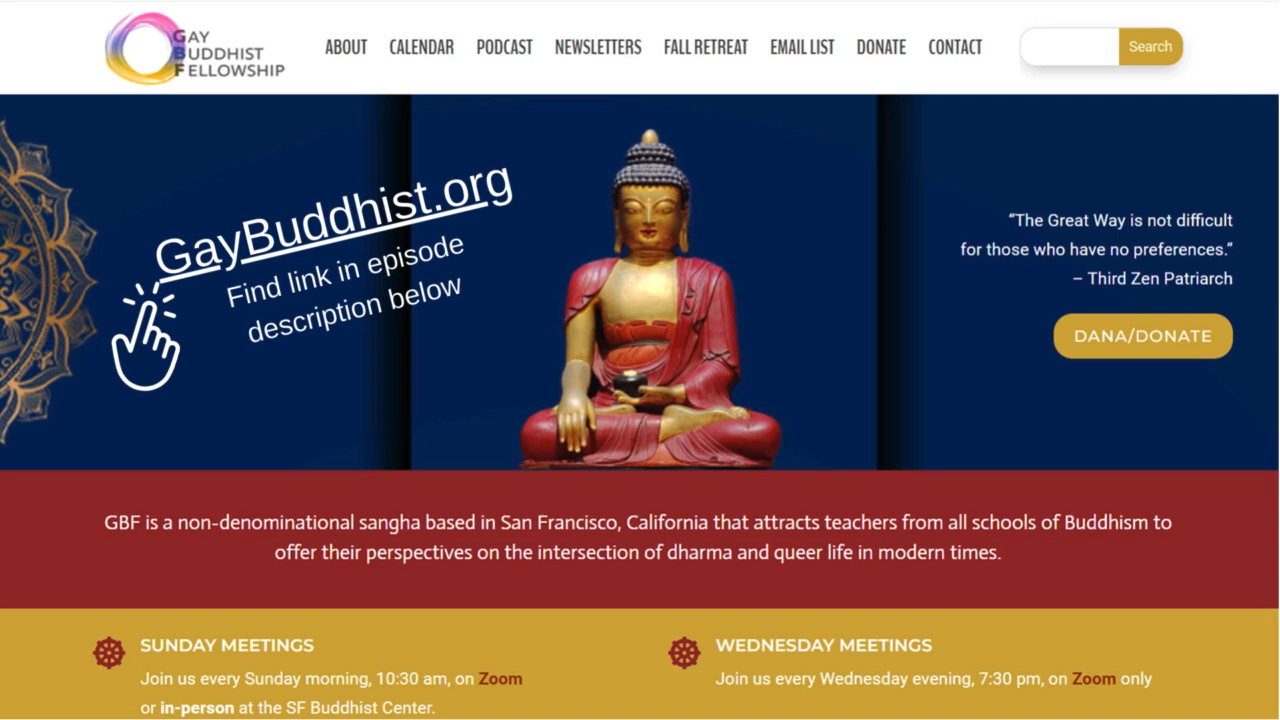 GAY
BUDDHIST
FELLOWSHIP
ABOUT CALENDAR PODCAST NEWSLETTERS FALL RETREAT EMAIL LIST DONATE CONTACT
Search
GayBuddhist.org
Find link in episode
description below
“The Great Way is not difficult
for those who have no preferences.”
– Third Zen Patriarch
DANA/DONATE
GBF is a non-denominational sangha based in San Francisco, California that attracts teachers from all schools of Buddhism to
offer their perspectives on the intersection of dharma and queer life in modern times.
SUNDAY MEETINGS
Join us every Sunday morning, 10:30 am, on Zoom
or in-person at the SF Buddhist Center.
WEDNESDAY MEETINGS
Join us every Wednesday evening, 7:30 pm, on Zoom only